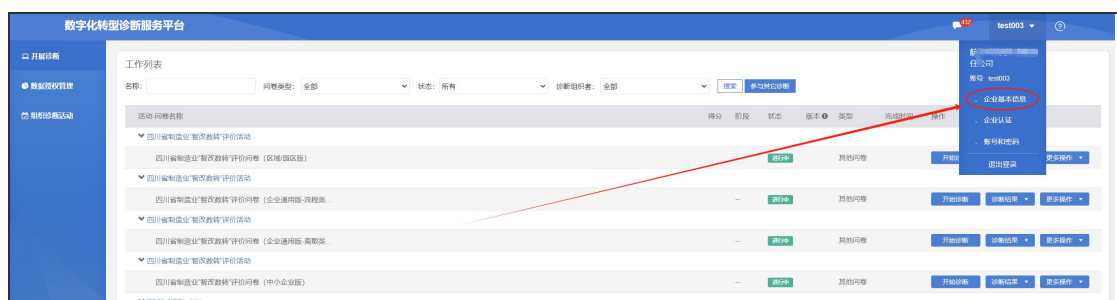 数字化转型诊断服务平台
432
test003
?
开展诊断
数据授权管理
组织诊断活动
工作列表
名称：
问卷类型： 全部
状态： 所有
诊断组织者： 全部
搜索
参与其它诊断
任 公司
账号: test003
企业基本信息
企业认证
账号和密码
退出登录
活动-问卷名称 得分 阶段 状态 版本 类型 完成时间 操作
四川省制造业"智改数转"评价活动
四川省制造业"智改数转"评价问卷（区域/园区版） 进行中 其他问卷 更多操作
四川省制造业"智改数转"评价活动
四川省制造业"智改数转"评价问卷（企业通用版-流程类... -- 进行中 其他问卷 开始诊断 诊断结果 更多操作
四川省制造业"智改数转"评价活动
四川省制造业"智改数转"评价问卷（企业通用版-离散类... -- 进行中 其他问卷 开始诊断 诊断结果 更多操作
四川省制造业"智改数转"评价活动
四川省制造业"智改数转"评价问卷（中小企业版） -- 进行中 其他问卷 开始诊断 诊断结果 更多操作